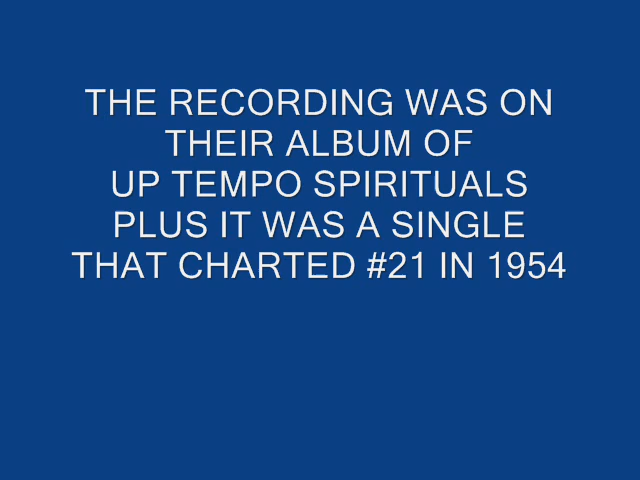 THE RECORDING WAS ON
THEIR ALBUM OF
UP TEMPO SPIRITUALS
PLUS IT WAS A SINGLE
THAT CHARTED #21 IN 1954